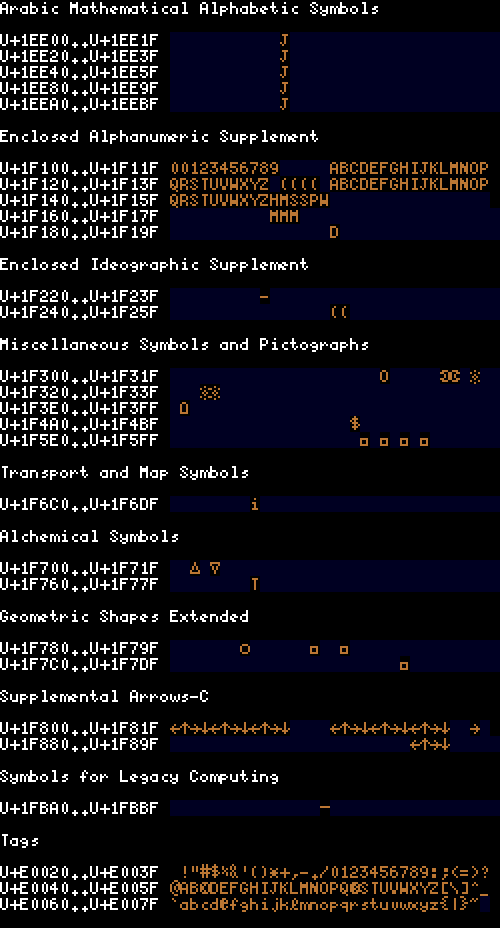 Arabic Mathematical Alphabetic Symbols
U+1EE00..U+1EE1F J
U+1EE20..U+1EE3F J
U+1EE40..U+1EE5F J
U+1EE80..U+1EE9F J
U+1EEA0..U+1EEBF J
Enclosed Alphanumeric Supplement
U+1F100..U+1F11F 00123456789 ABCDEFGHIJKLMNOP
U+1F120..U+1F13F QRSTUVWXYZ (((( ABCDEFGHIJKLMNOP
U+1F140..U+1F15F QRSTUVWXYZHMSSPW
U+1F160..U+1F17F MMM
U+1F180..U+1F19F D
Enclosed Ideographic Supplement
U+1F220..U+1F23F –
U+1F240..U+1F25F ((
Miscellaneous Symbols and Pictographs
U+1F300..U+1F31F O
U+1F320..U+1F33F
U+1F3E0..U+1F3FF
U+1F4A0..U+1F4BF $
U+1F5E0..U+1F5FF ▫ ▫ ▫ ▫
Transport and Map Symbols
U+1F6C0..U+1F6DF i
Alchemical Symbols
U+1F700..U+1F71F △ ▽
U+1F760..U+1F77F T
Geometric Shapes Extended
U+1F780..U+1F79F ○ ▫ ▫
U+1F7C0..U+1F7DF ▫
Supplemental Arrows-C
U+1F800..U+1F81F ←↑→↓←↑→↓←↑→↓ ←↑→↓←↑→↓←↑→↓ →
U+1F880..U+1F89F ←↑→↓
Symbols for Legacy Computing
U+1FBA0..U+1FBBF –
Tags
U+E0020..U+E003F !"#$%&'()*+,-./0123456789:;<=>?
U+E0040..U+E005F @ABCDEFGHIJKLMNOPQRSTUVWXYZ[\]^_
U+E0060..U+E007F `abcdefghijklmnopqrstuvwxyz{|}~